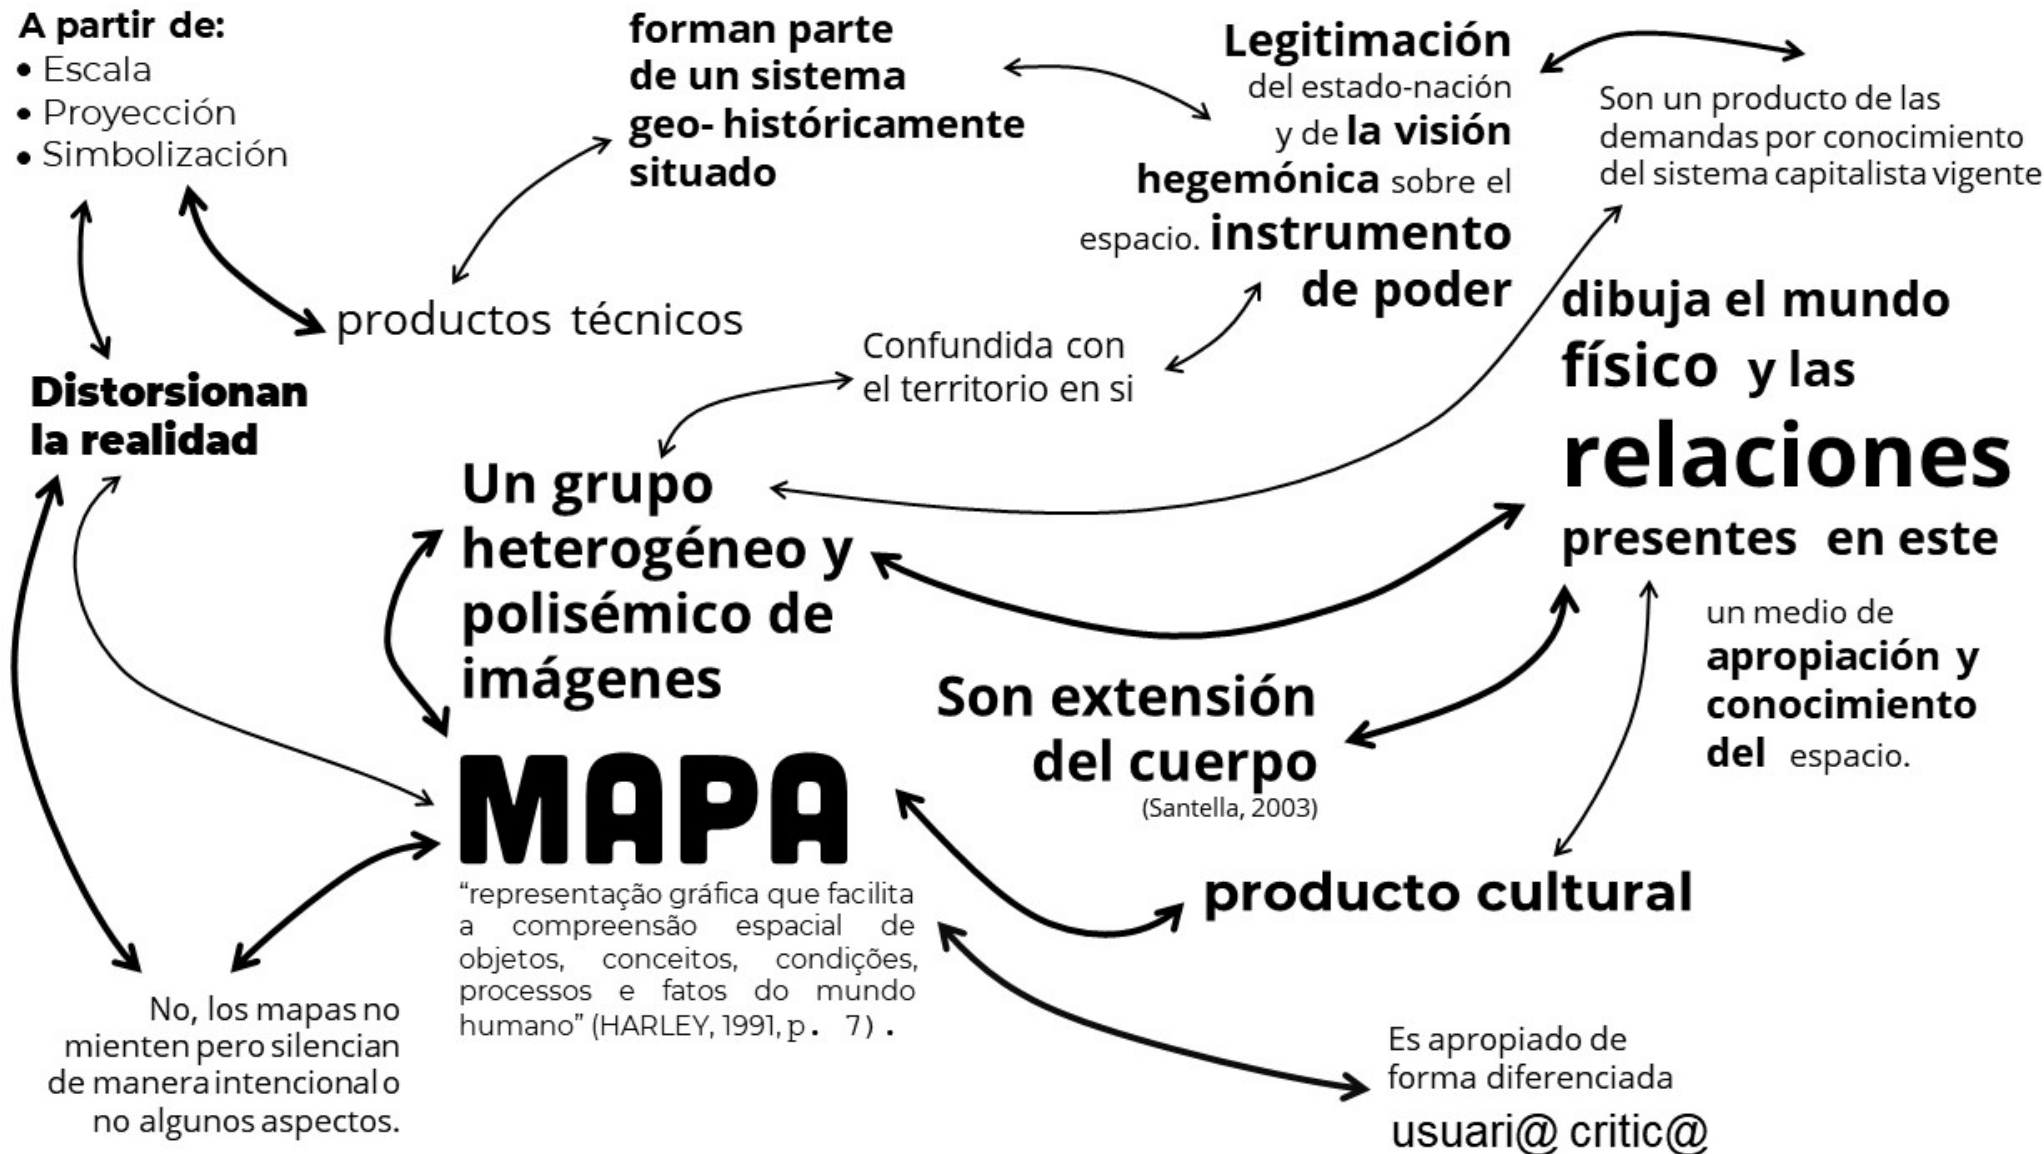 A partir de:
• Escala
• Proyección
• Simbolización
forman parte
de un sistema
geo- históricamente
situado
Legitimación
del estado-nación
y de la visión
hegemónica sobre el
espacio. instrumento
de poder
Son un producto de las
demandas por conocimiento
del sistema capitalista vigente
productos técnicos
Confundida con
el territorio en si
dibuja el mundo
físico y las
relaciones
presentes en este
Distorsionan
la realidad
Un grupo
heterogéneo y
polisémico de
imágenes
un medio de
apropiación y
conocimiento
del espacio.
Son extensión
del cuerpo
(Santella, 2003)
MAPA
“representação gráfica que facilita
a compreensão espacial de
objetos, conceitos, condições,
processos e fatos do mundo
humano” (HARLEY, 1991, p. 7).
producto cultural
No, los mapas no
mienten pero silencian
de manera intencional o
no algunos aspectos.
Es apropiado de
forma diferenciada
usuari@ critic@